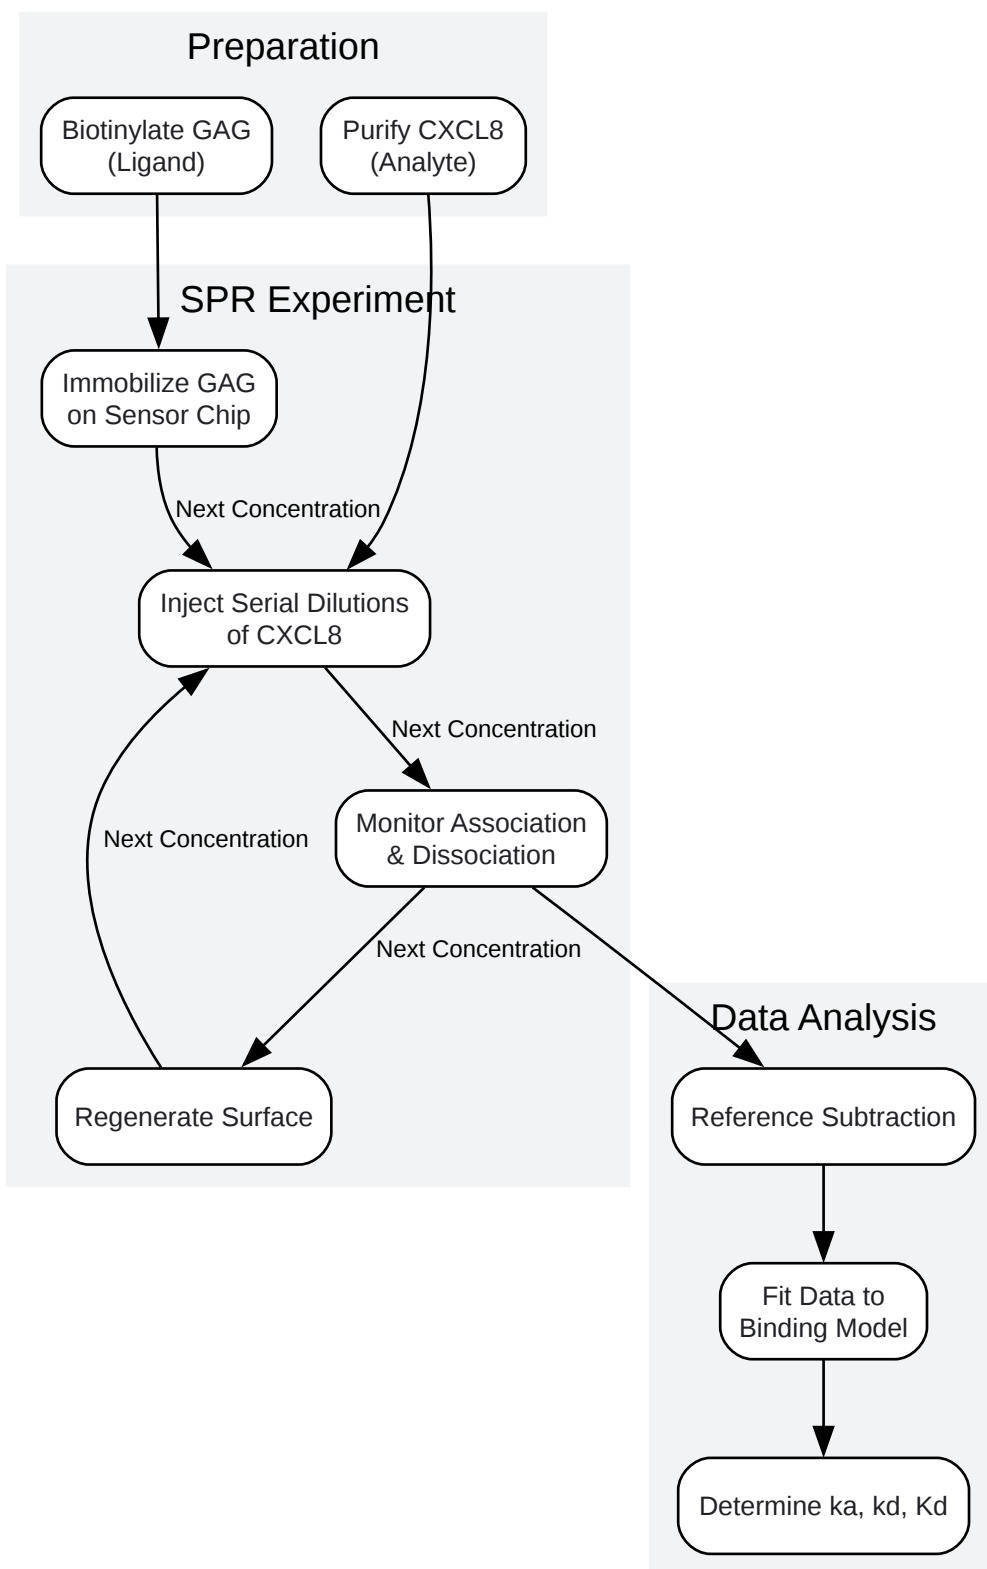 Preparation
Biotinylate GAG
(Ligand)
Purify CXCL8
(Analyte)
SPR Experiment
Immobilize GAG
on Sensor Chip
Next Concentration
Inject Serial Dilutions
of CXCL8
Next Concentration
Monitor Association
& Dissociation
Next Concentration
Next Concentration
Regenerate Surface
Data Analysis
Reference Subtraction
Fit Data to
Binding Model
Determine ka, kd, Kd